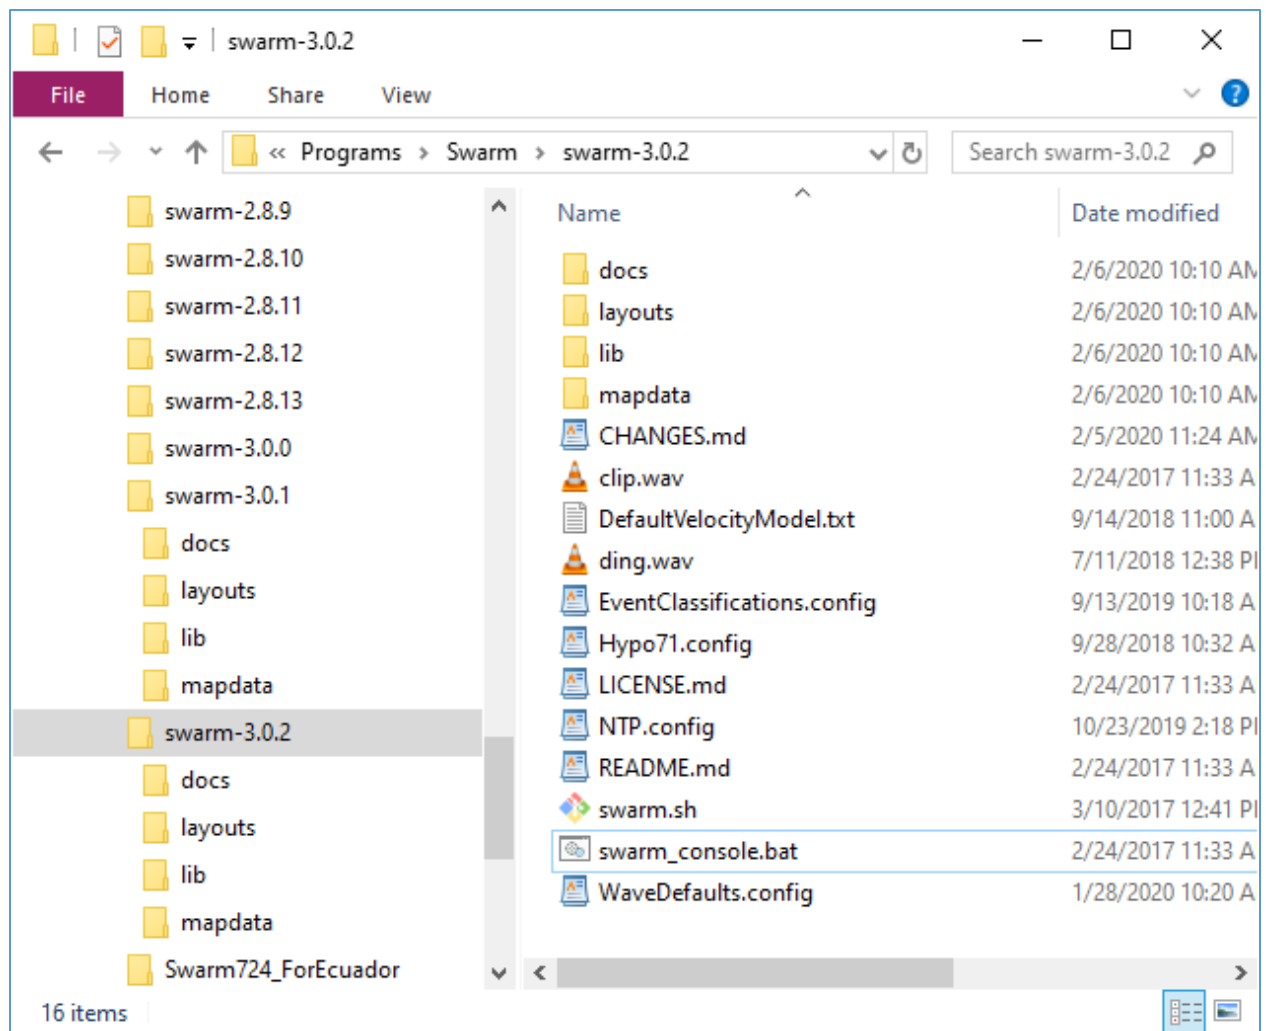 swarm-3.0.2
File Home Share View
« Programs > Swarm > swarm-3.0.2 Search swarm-3.0.2
swarm-2.8.9
swarm-2.8.10
swarm-2.8.11
swarm-2.8.12
swarm-2.8.13
swarm-3.0.0
swarm-3.0.1
docs
layouts
lib
mapdata
swarm-3.0.2
docs
layouts
lib
mapdata
Swarm724_ForEcuador
Name Date modified
docs 2/6/2020 10:10 AM
layouts 2/6/2020 10:10 AM
lib 2/6/2020 10:10 AM
mapdata 2/6/2020 10:10 AM
CHANGES.md 2/5/2020 11:24 AM
clip.wav 2/24/2017 11:33 A
DefaultVelocityModel.txt 9/14/2018 11:00 A
ding.wav 7/11/2018 12:38 P
EventClassifications.config 9/13/2019 10:18 A
Hypo71.config 9/28/2018 10:32 A
LICENSE.md 2/24/2017 11:33 A
NTP.config 10/23/2019 2:18 P
README.md 2/24/2017 11:33 A
swarm.sh 3/10/2017 12:41 P
swarm_console.bat 2/24/2017 11:33 A
WaveDefaults.config 1/28/2020 10:20 A
16 items